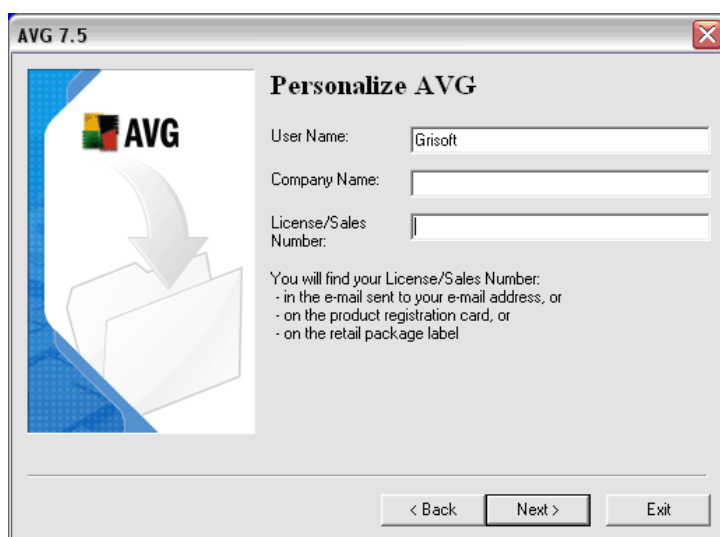 AVG 7.5
AVG
Personalize AVG
User Name:
Grisoft
Company Name:
License/Sales
Number:
You will find your License/Sales Number:
- in the e-mail sent to your e-mail address, or
- on the product registration card, or
- on the retail package label
< Back
Next >
Exit